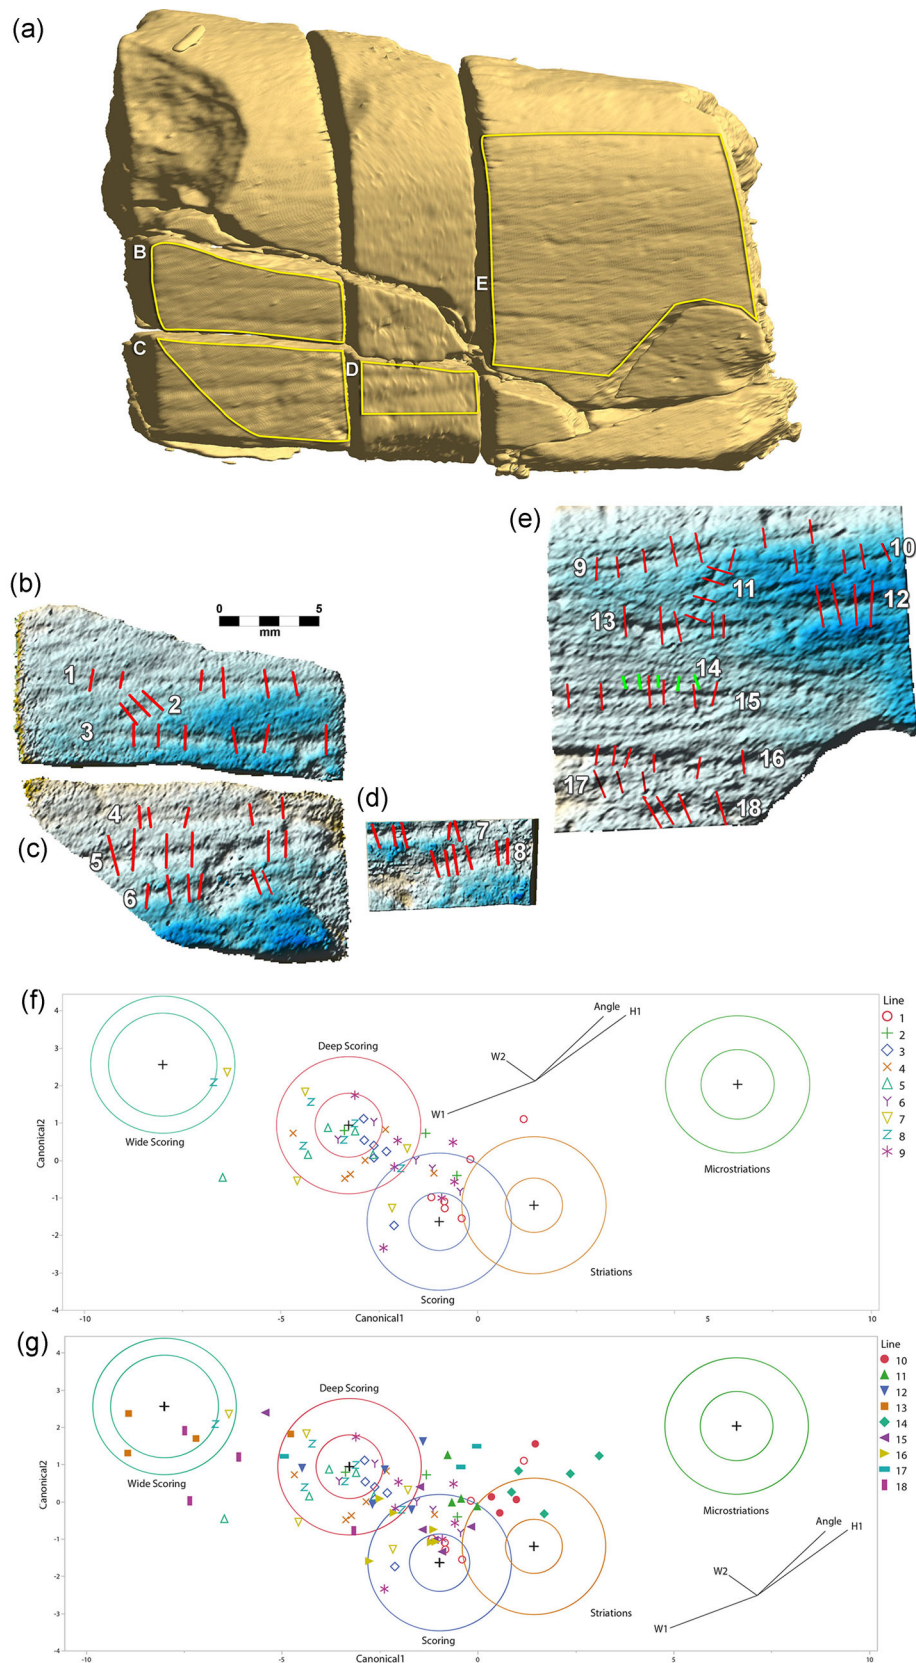 (a)
B
C
D
E
(e)
9
10
11
12
13
14
15
16
17
18
(b)
0 5
mm
1
2
3
(c)
4
5
6
(d)
7
8
(f)
Canonical2
4
3
2
1
0
-1
-2
-3
-4
Wide Scoring
Deep Scoring
Scoring
Striations
Microstriations
Angle
H1
W2
W1
-10 -5 0 5 10
Canonical1
Line
1
2
3
4
5
6
7
8
9
(g)
Canonical2
4
3
2
1
0
-1
-2
-3
-4
Wide Scoring
Deep Scoring
Scoring
Striations
Microstriations
Angle
H1
W2
W1
-10 -5 0 5 10
Canonical1
Line
10
11
12
13
14
15
16
17
18